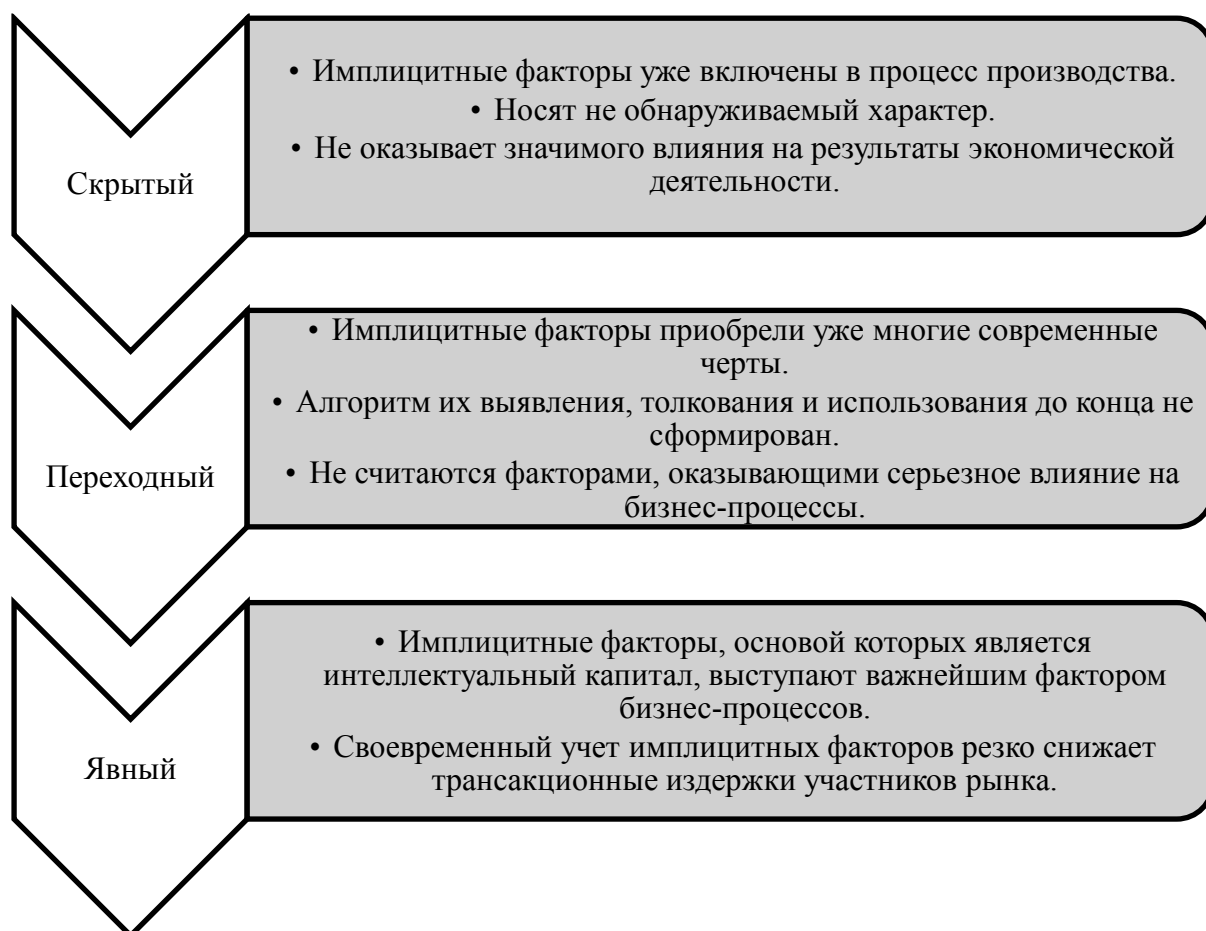 Скрытый
• Имплицитные факторы уже включены в процесс производства.
• Носят не обнаруживаемый характер.
• Не оказывает значимого влияния на результаты экономической
деятельности.
Переходный
• Имплицитные факторы приобрели уже многие современные
черты.
• Алгоритм их выявления, толкования и использования до конца не
сформирован.
• Не считаются факторами, оказывающими серьезное влияние на
бизнес-процессы.
Явный
• Имплицитные факторы, основой которых является
интеллектуальный капитал, выступают важнейшим фактором
бизнес-процессов.
• Своевременный учет имплицитных факторов резко снижает
трансакционные издержки участников рынка.